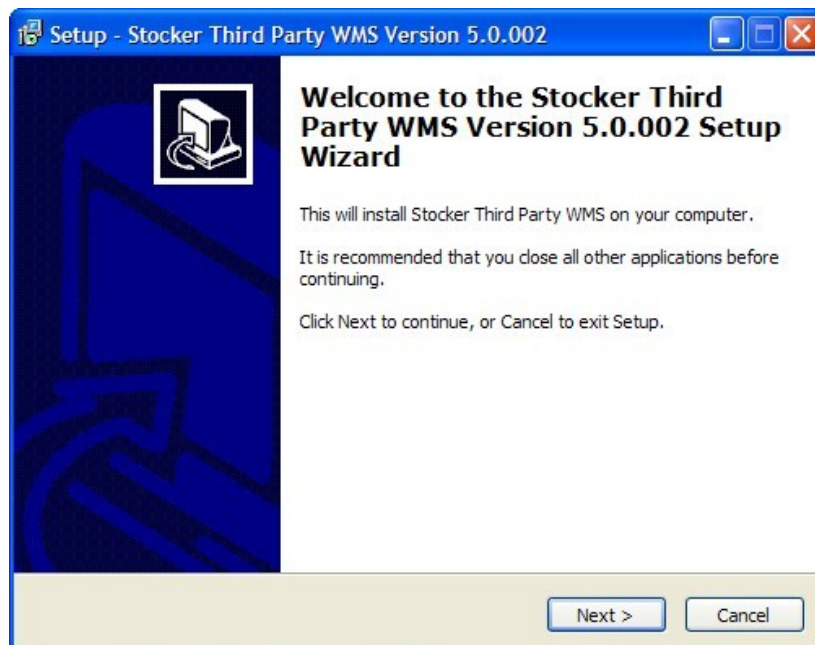 Setup - Stocker Third Party WMS Version 5.0.002
Welcome to the Stocker Third
Party WMS Version 5.0.002 Setup
Wizard
This will install Stocker Third Party WMS on your computer.
It is recommended that you close all other applications before
continuing.
Click Next to continue, or Cancel to exit Setup.
Next >
Cancel